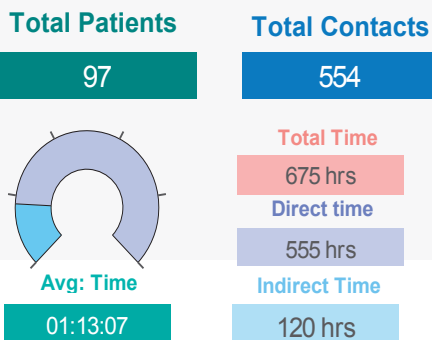 Total Patients
Total Contacts
97
554
Total Time
675 hrs
Direct time
555 hrs
Avg: Time
Indirect Time
01:13:07
120 hrs